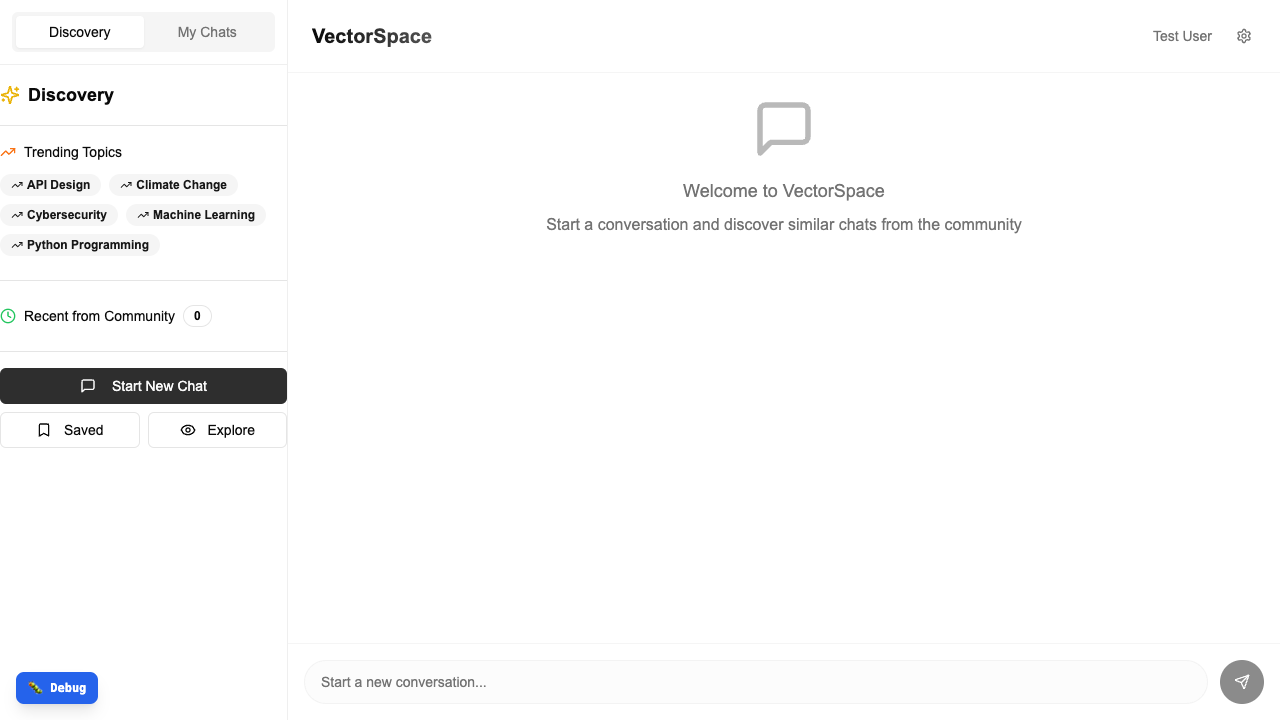 Discovery
My Chats
VectorSpace
Test User
Discovery
Trending Topics
API Design
Climate Change
Cybersecurity
Machine Learning
Python Programming
Recent from Community
0
Start New Chat
Saved
Explore
Debug
Welcome to VectorSpace
Start a conversation and discover similar chats from the community
Start a new conversation...